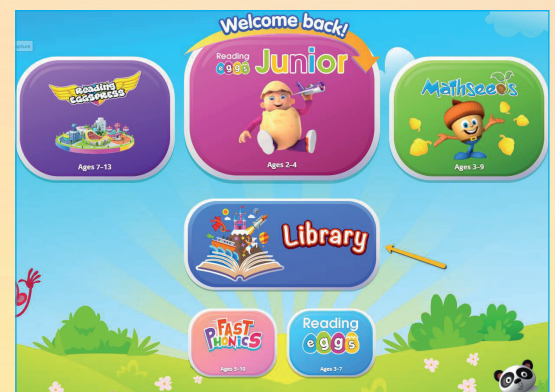 Welcome back!
Reading
eggs Junior
Ages 2-4
Reading
Eggspress
Ages 7-13
Mathseeds
Ages 3-9
Library
FAST
PHONICS
Ages 5-10
Reading
eggs
Ages 3-7